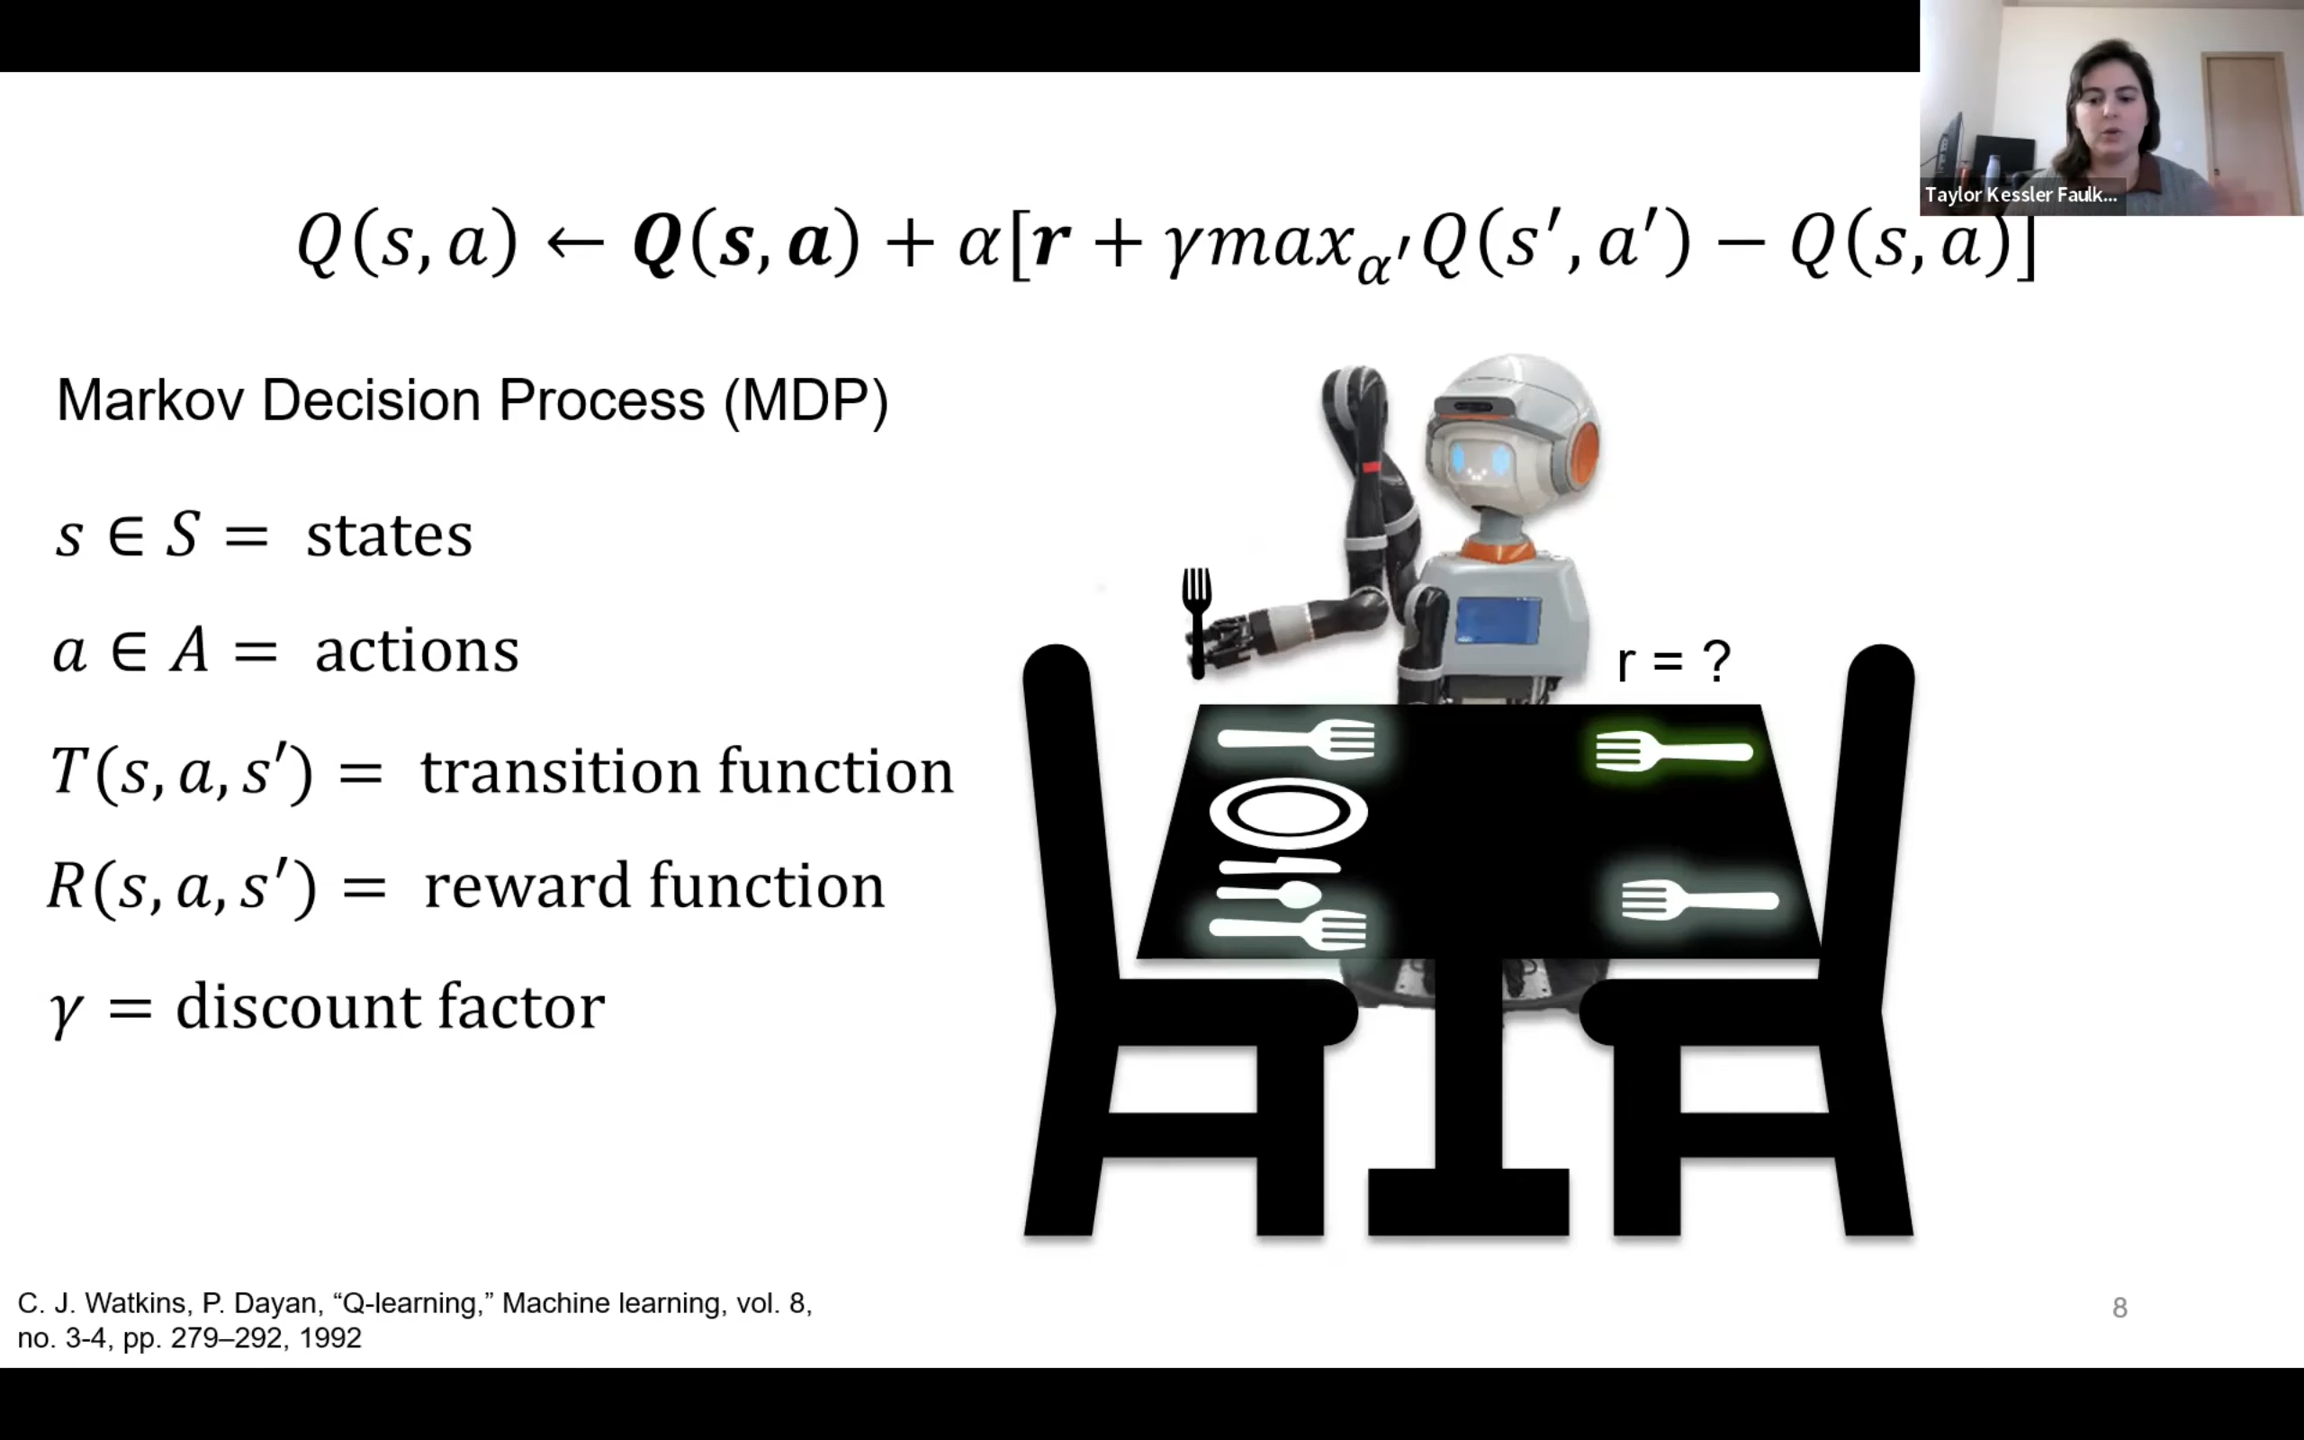 Taylor Kessler Faulk...
Q(s, a) ← Q(s, a) + α[r + γmax_α′Q(s′, a′) − Q(s, a)]
Markov Decision Process (MDP)
s ∈ S = states
a ∈ A = actions
T(s, a, s′) = transition function
R(s, a, s′) = reward function
γ = discount factor
r = ?
C. J. Watkins, P. Dayan, “Q-learning,” Machine learning, vol. 8,
no. 3-4, pp. 279–292, 1992
8